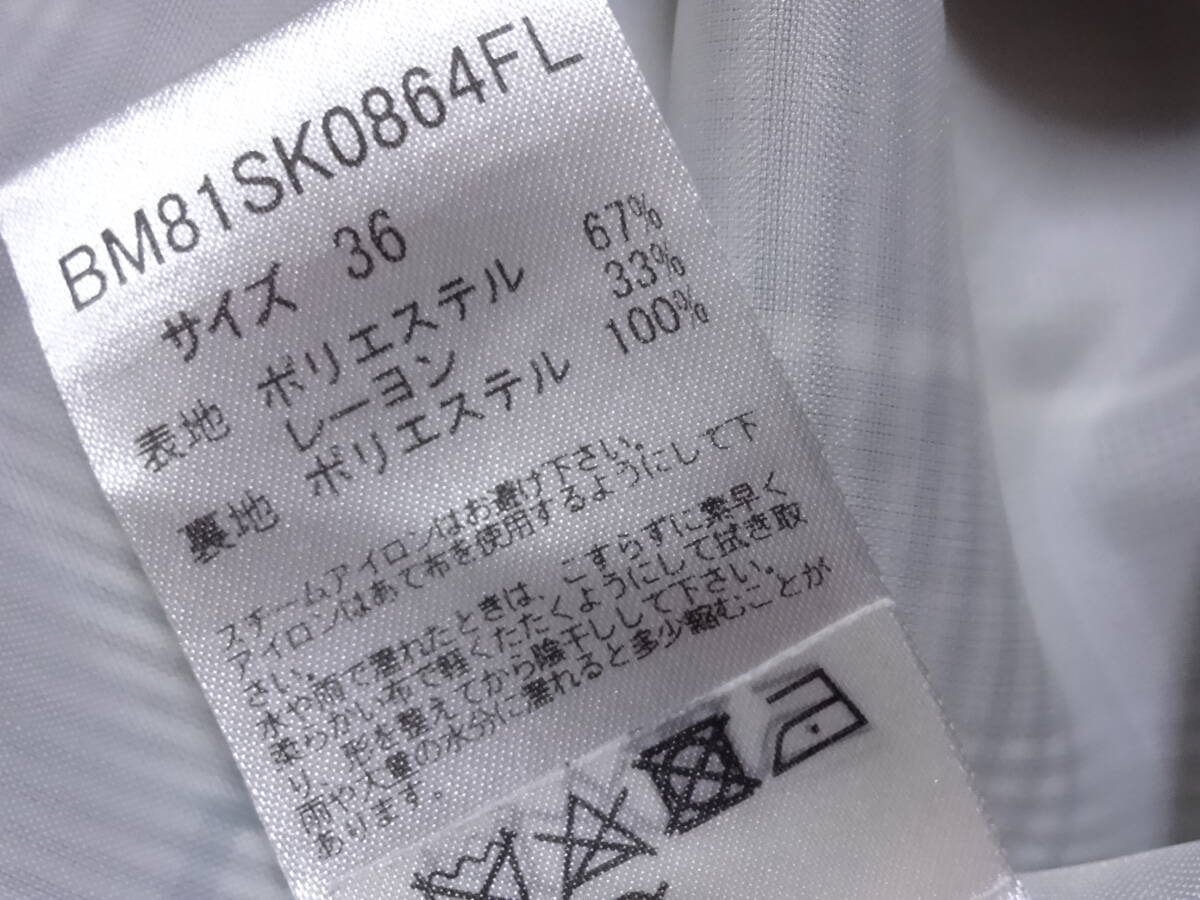 BM81SK0864FL
サイズ 36
表地 ポリエステル 67%
レーヨン 33%
裏地 ポリエステル 100%
スチームアイロンはお避け下さい。
アイロンはあて布を使用するようにして下
さい。
水や雨で濡れたときは、こすらずに素早く
柔らかい布で軽くたたくようにして拭き取
り、形を整えてから陰干しして下さい。
雨や大量の水分に濡れると多少縮むことが
あります。